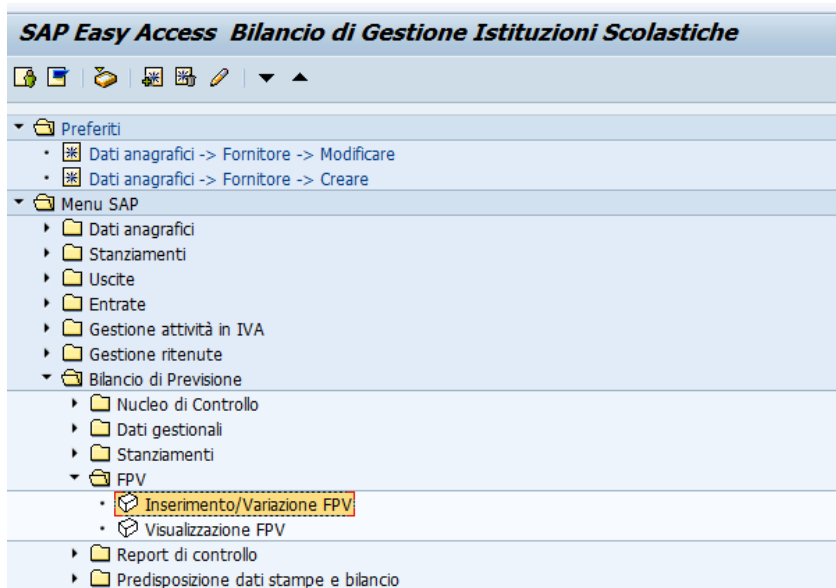 SAP Easy Access Bilancio di Gestione Istituzioni Scolastiche
Preferiti
Dati anagrafici -> Fornitore -> Modificare
Dati anagrafici -> Fornitore -> Creare
Menu SAP
Dati anagrafici
Stanziamenti
Uscite
Entrate
Gestione attività in IVA
Gestione ritenute
Bilancio di Previsione
Nucleo di Controllo
Dati gestionali
Stanziamenti
FPV
Inserimento/Variazione FPV
Visualizzazione FPV
Report di controllo
Predisposizione dati stampe e bilancio